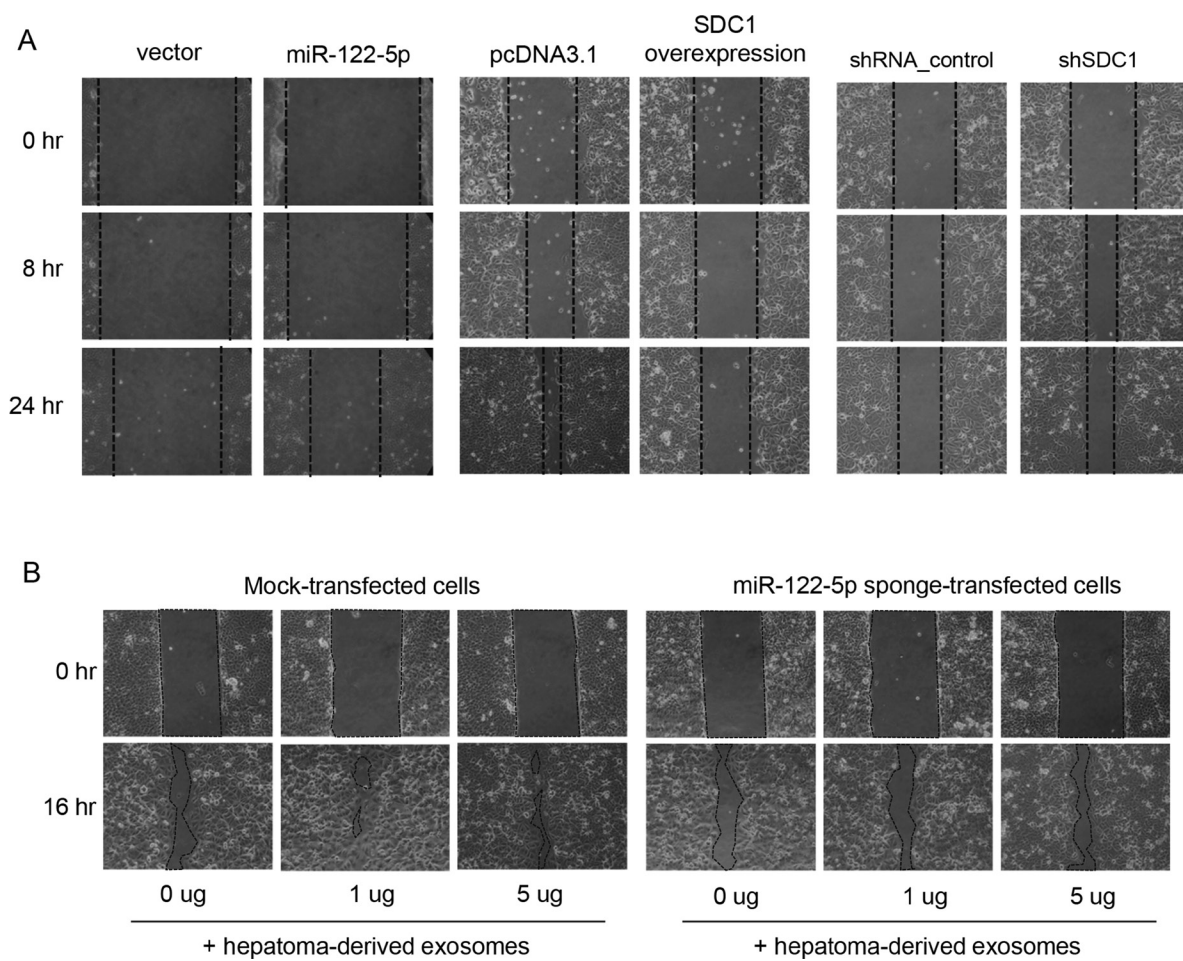 A
vector
miR-122-5p
pcDNA3.1
SDC1
overexpression
shRNA_control
shSDC1
0 hr
8 hr
24 hr
B
Mock-transfected cells
miR-122-5p sponge-transfected cells
0 hr
16 hr
0 ug
1 ug
5 ug
0 ug
1 ug
5 ug
+ hepatoma-derived exosomes
+ hepatoma-derived exosomes